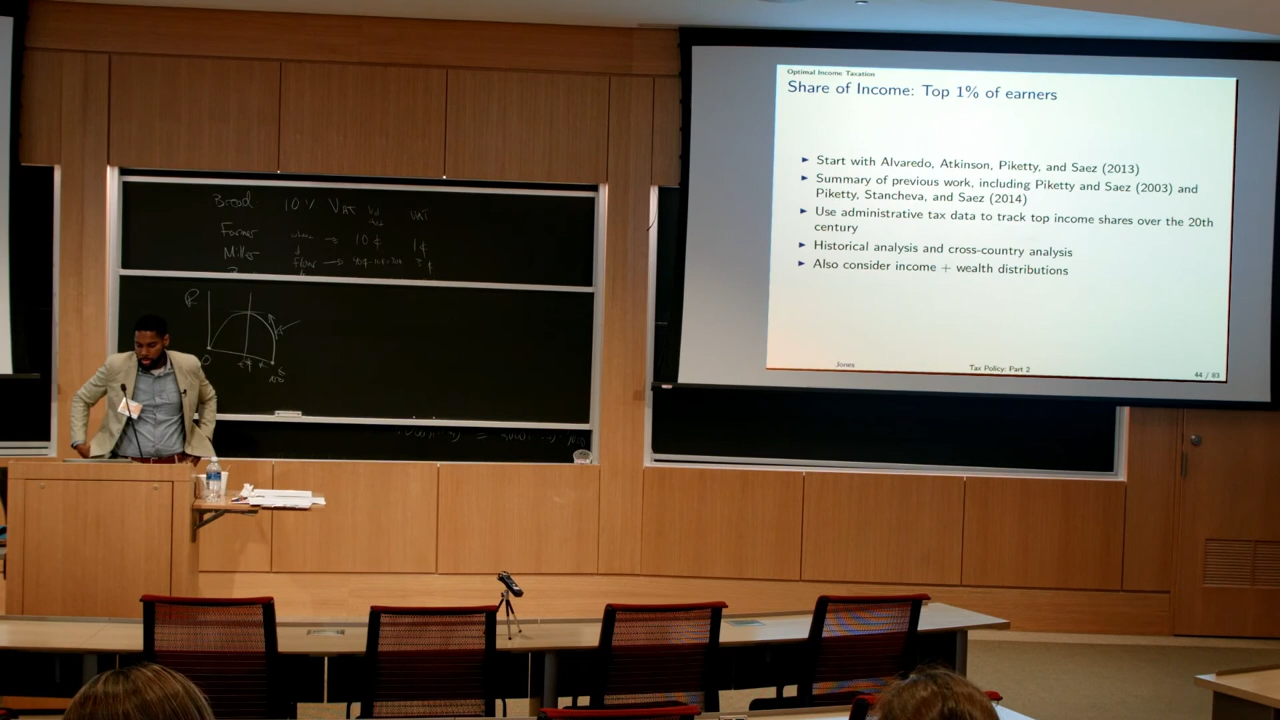 Bread: 10% VAT
VAT
Farmer
10¢
1¢
Miller
R
0
Optimal Income Taxation
Share of Income: Top 1% of earners
► Start with Alvaredo, Atkinson, Piketty, and Saez (2013)
► Summary of previous work, including Piketty and Saez (2003) and
Piketty, Stancheva, and Saez (2014)
► Use administrative tax data to track top income shares over the 20th
century
► Historical analysis and cross-country analysis
► Also consider income + wealth distributions
Jones
Tax Policy: Part 2
44 / 83